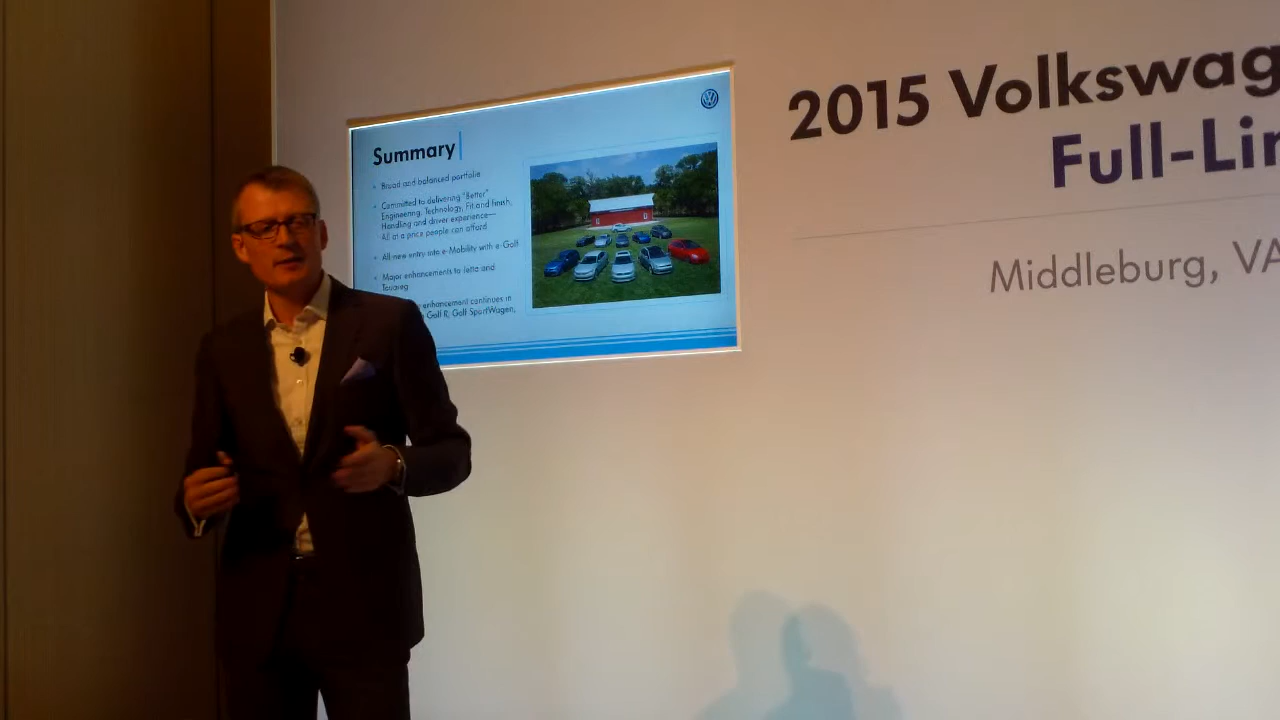 2015 Volkswag
Full-Lin
Middleburg, VA
Summary
Broad and balanced portfolio
Committed to delivering "Better"
Engineering, Technology, Fit and Finish,
Handling and driver experience—
All at a price people can afford
All-new entry into e-Mobility with e-Golf
Major enhancements to Jetta and
Touareg
enhancement continues in
Golf R, Golf SportWagen,